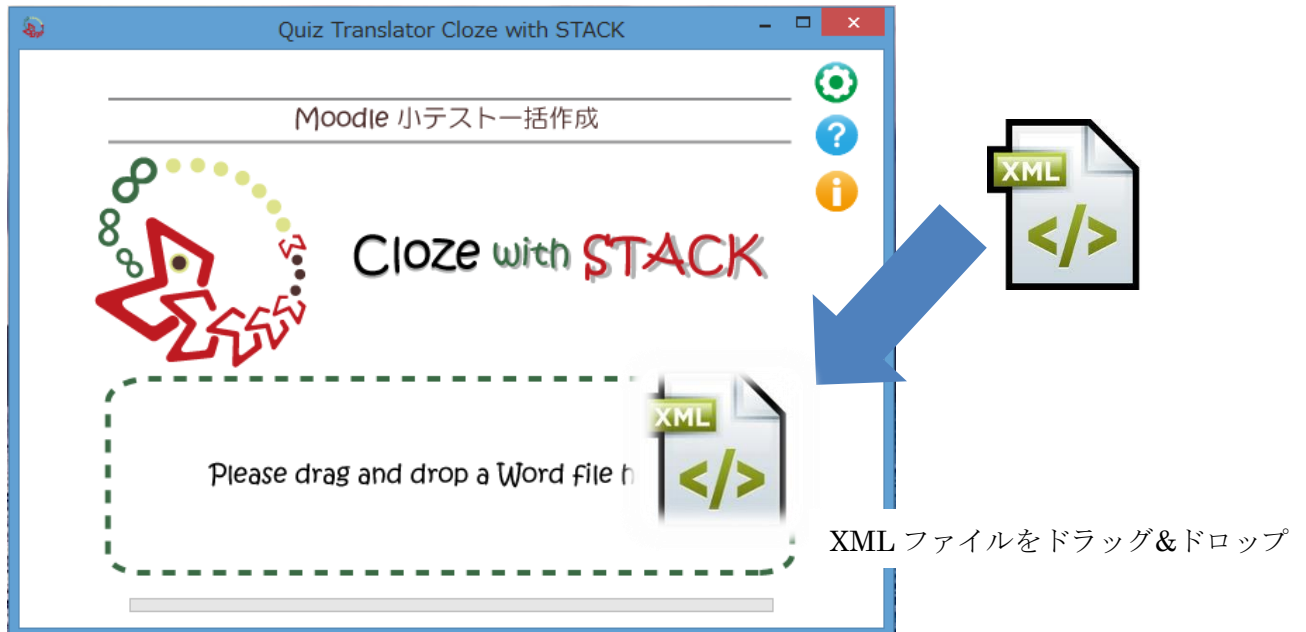 Quiz Translator Cloze with STACK
Moodle 小テスト一括作成
?
i
XML
</>
Cloze with STACK
XML
</>
Please drag and drop a Word file h
XML ファイルをドラッグ&ドロップ